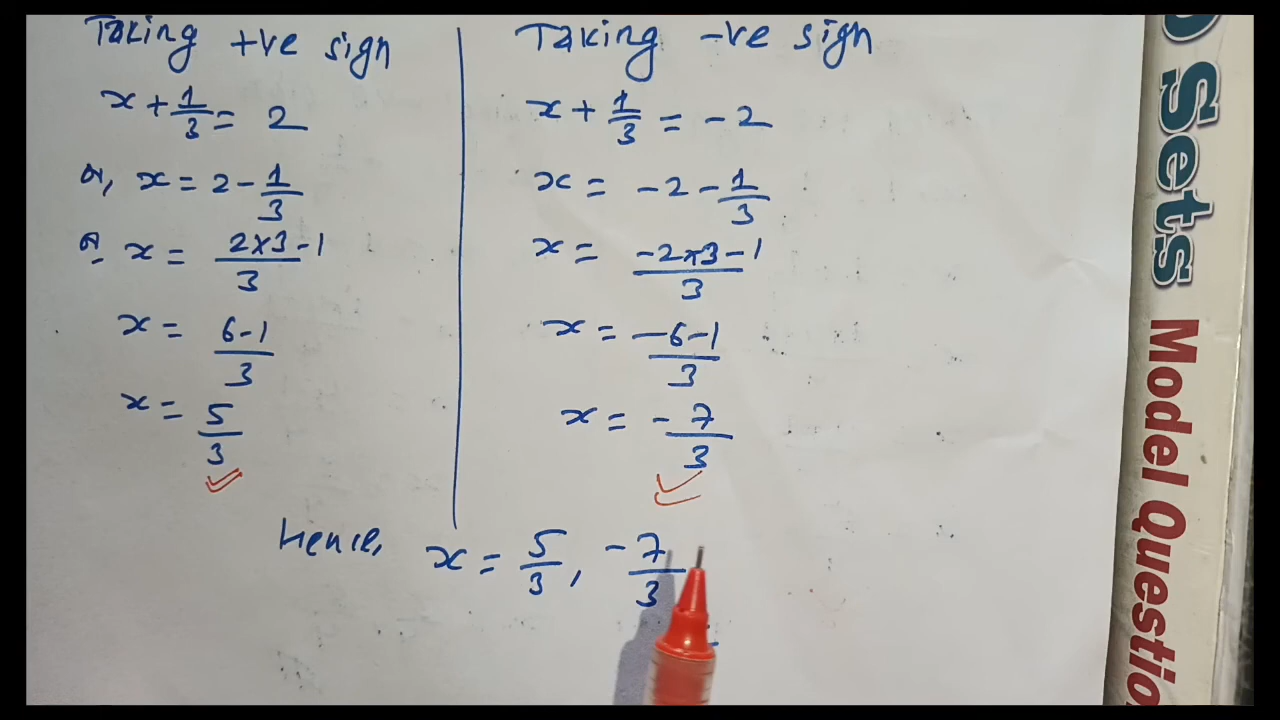 Taking +ve sign
x + 1/3 = 2
or, x = 2 - 1/3
or x = 2×3-1/3
x = 6-1/3
x = 5/3
Taking -ve sign
x + 1/3 = -2
x = -2 - 1/3
x = -2×3-1/3
x = -6-1/3
x = -7/3
Hence, x = 5/3, -7/3
Sets Model Questio